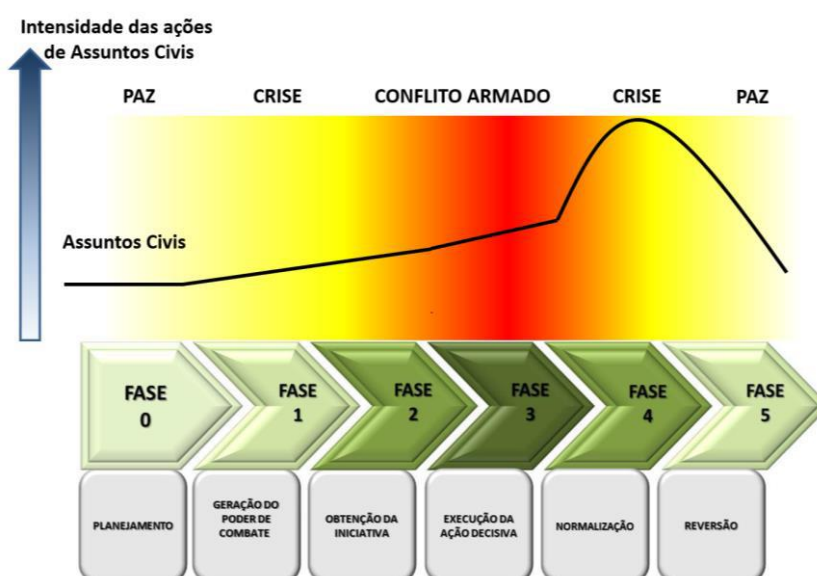 Intensidade das ações
de Assuntos Civis
PAZ
CRISE
CONFLITO ARMADO
CRISE
PAZ
Assuntos Civis
FASE
0
FASE
1
FASE
2
FASE
3
FASE
4
FASE
5
PLANEJAMENTO
GERAÇÃO DO
PODER DE
COMBATE
OBTENÇÃO DA
INICIATIVA
EXECUÇÃO DA
AÇÃO DECISIVA
NORMALIZAÇÃO
REVERSÃO